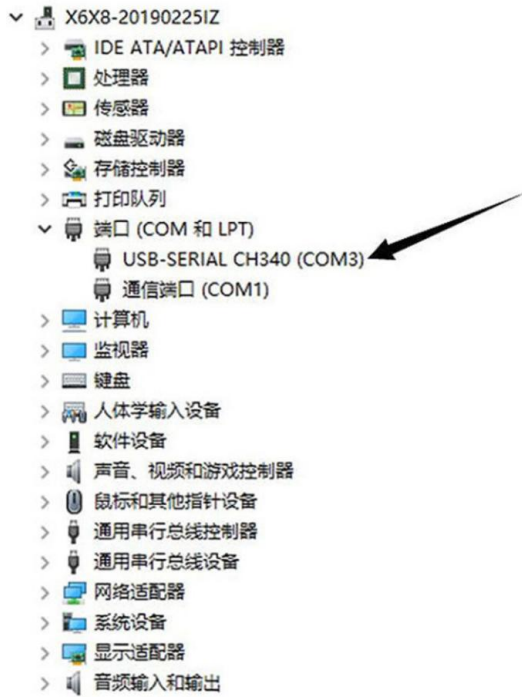 X6X8-20190225IZ
IDE ATA/ATAPI 控制器
处理器
传感器
磁盘驱动器
存储控制器
打印队列
端口 (COM 和 LPT)
USB-SERIAL CH340 (COM3)
通信端口 (COM1)
计算机
监视器
键盘
人体学输入设备
软件设备
声音、视频和游戏控制器
鼠标和其他指针设备
通用串行总线控制器
通用串行总线设备
网络适配器
系统设备
显示适配器
音频输入和输出